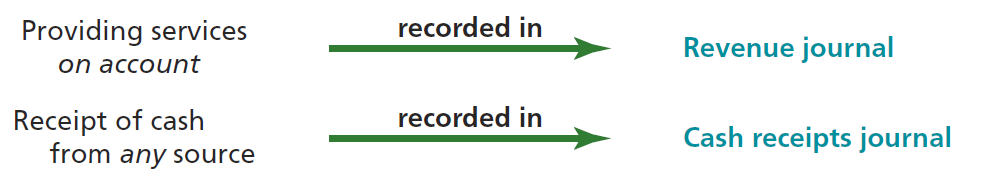 Providing services
on account
recorded in
Revenue journal
Receipt of cash
from any source
recorded in
Cash receipts journal